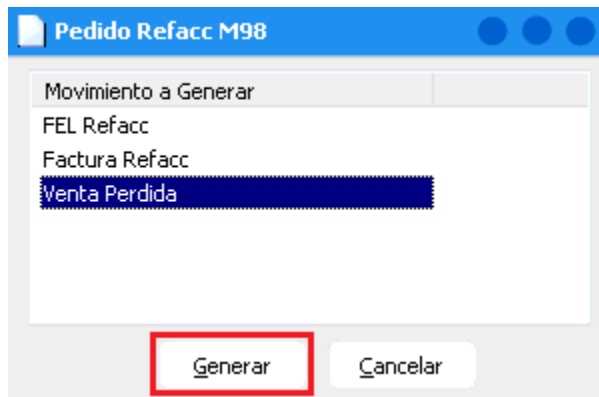 Pedido Refacc M98
Movimiento a Generar
FEL Refacc
Factura Refacc
Venta Perdida
Generar
Cancelar